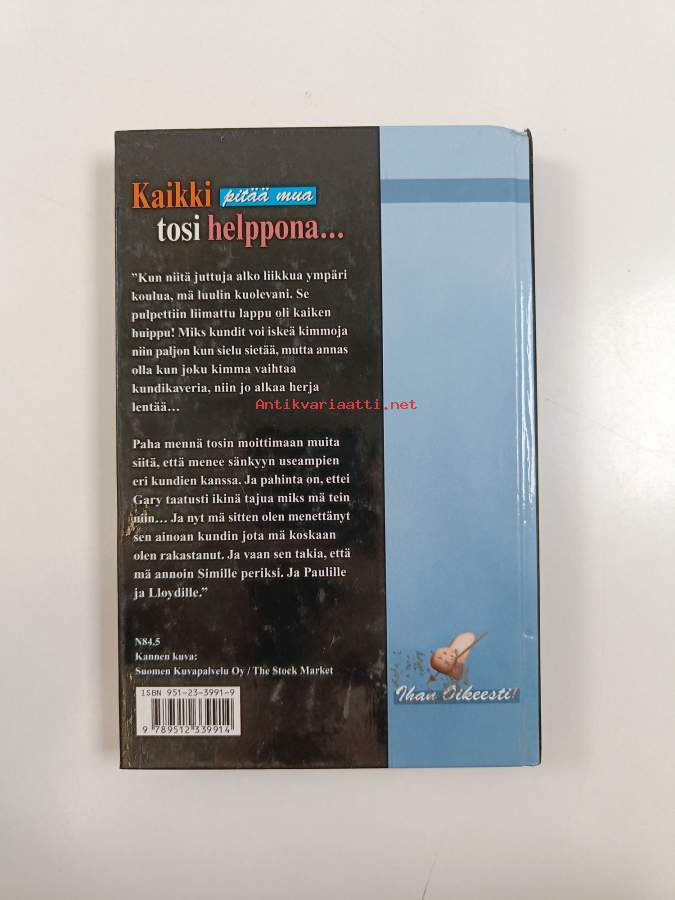 Kaikki pitää mua
tosi helppona...
”Kun niitä juttuja alko liikkua ympäri
koulua, mä luulin kuolevani. Se
pulpettiin liimattu lappu oli kaiken
huippu! Miks kundit voi iskeä kimmoja
niin paljon kun sielu sietää, mutta annas
olla kun joku kimma vaihtaa
kundikaveria, niin jo alkaa herja
lentää...
Antikvariaatti.net
Paha mennä tosin moittimaan muita
siitä, että menee sänkyyn useampien
eri kundien kanssa. Ja pahinta on, ettei
Gary taatusti ikinä tajua miks mä tein
niin... Ja nyt mä sitten olen menettänyt
sen ainoan kundin jota mä koskaan
olen rakastanut. Ja vaan sen takia, että
mä annoin Simille periksi. Ja Paulille
ja Lloydille.”
N84.5
Kannen kuva:
Suomen Kuvapalvelu Oy / The Stock Market
ISBN 951-23-3991-9
9 789512 339914
Ihan Oikeesti!